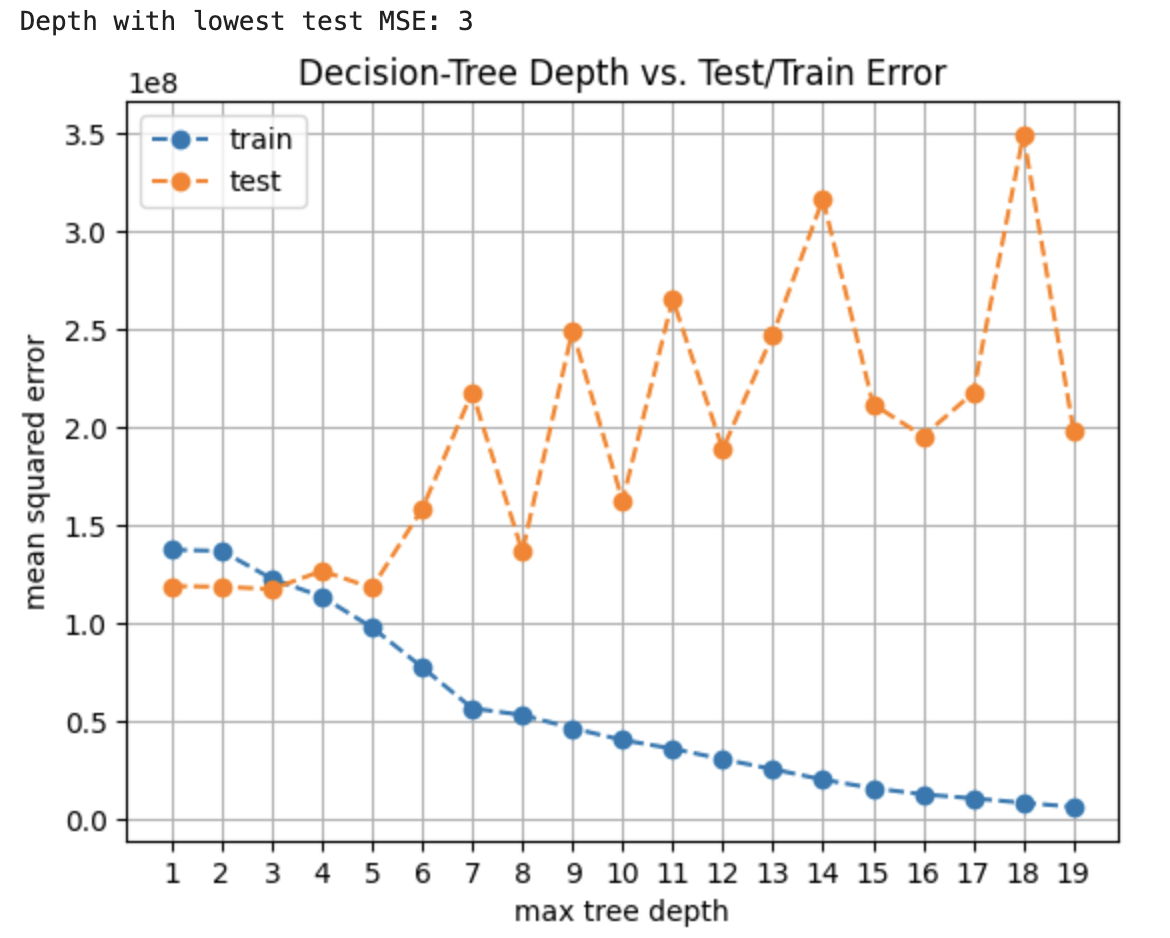 Depth with lowest test MSE: 3
Decision-Tree Depth vs. Test/Train Error
1e8
train
test
3.5
3.0
2.5
2.0
1.5
1.0
0.5
0.0
mean squared error
1 2 3 4 5 6 7 8 9 10 11 12 13 14 15 16 17 18 19
max tree depth